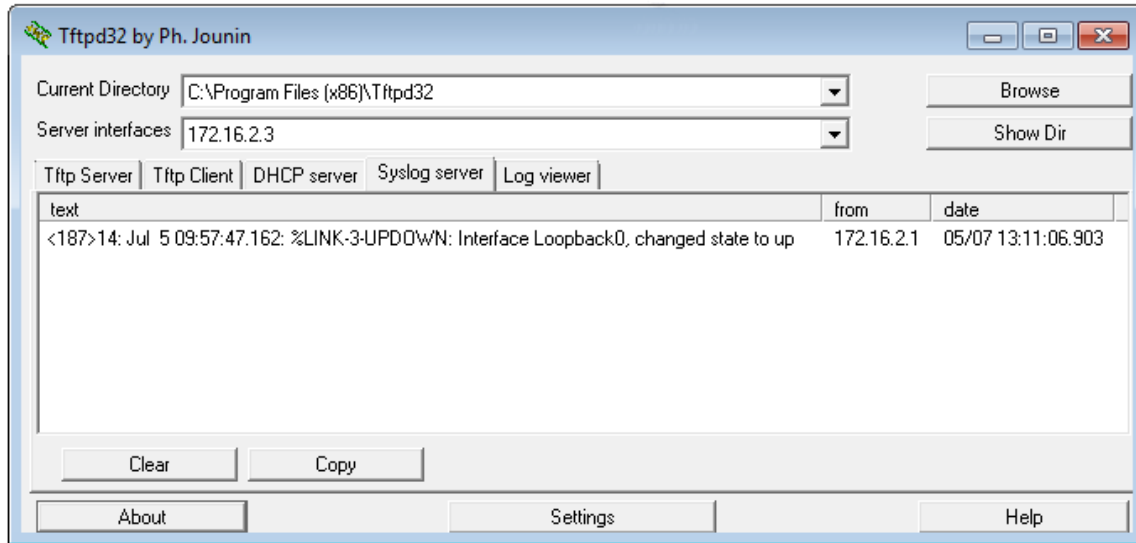 Tftpd32 by Ph. Jounin
Current Directory C:\Program Files (x86)\Tftpd32 Browse
Server interfaces 172.16.2.3 Show Dir
Tftp Server Tftp Client DHCP server Syslog server Log viewer
text from date
<187>14: Jul 5 09:57:47.162: %LINK-3-UPDOWN: Interface Loopback0, changed state to up 172.16.2.1 05/07 13:11:06.903
Clear Copy
About Settings Help